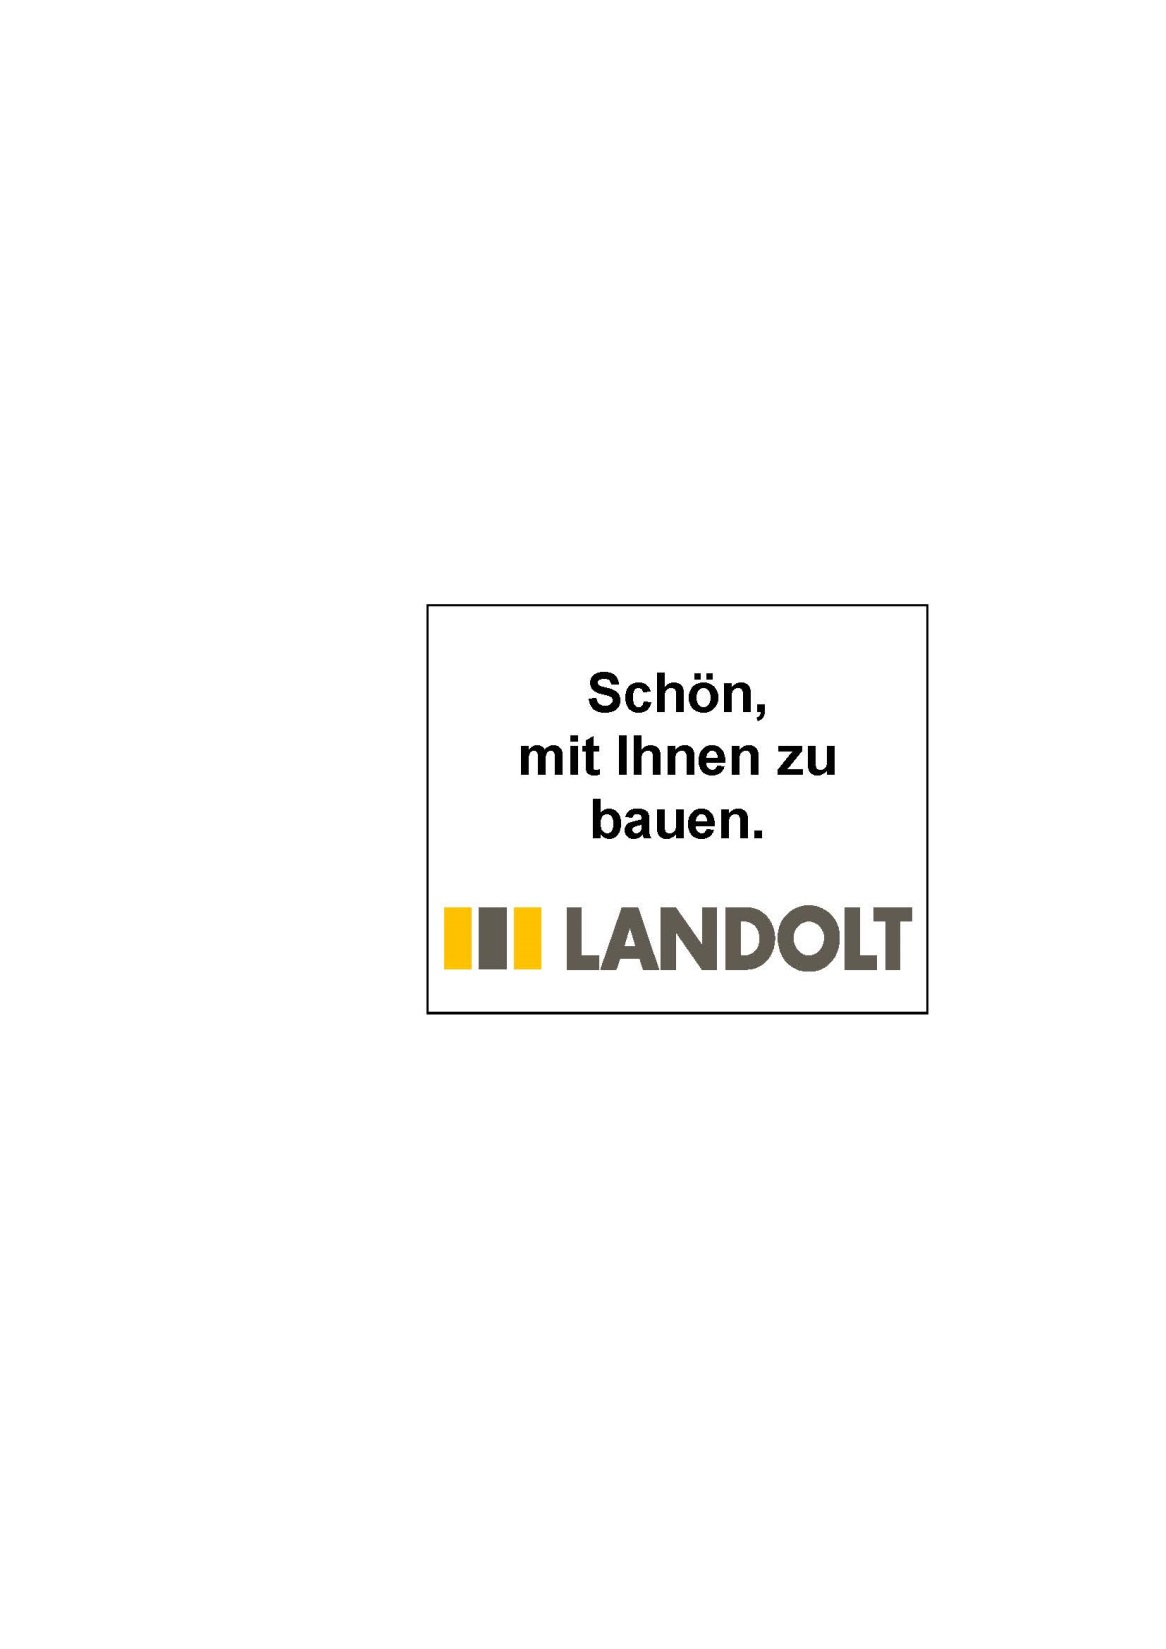 Schön,
mit Ihnen zu
bauen.
LANDOLT